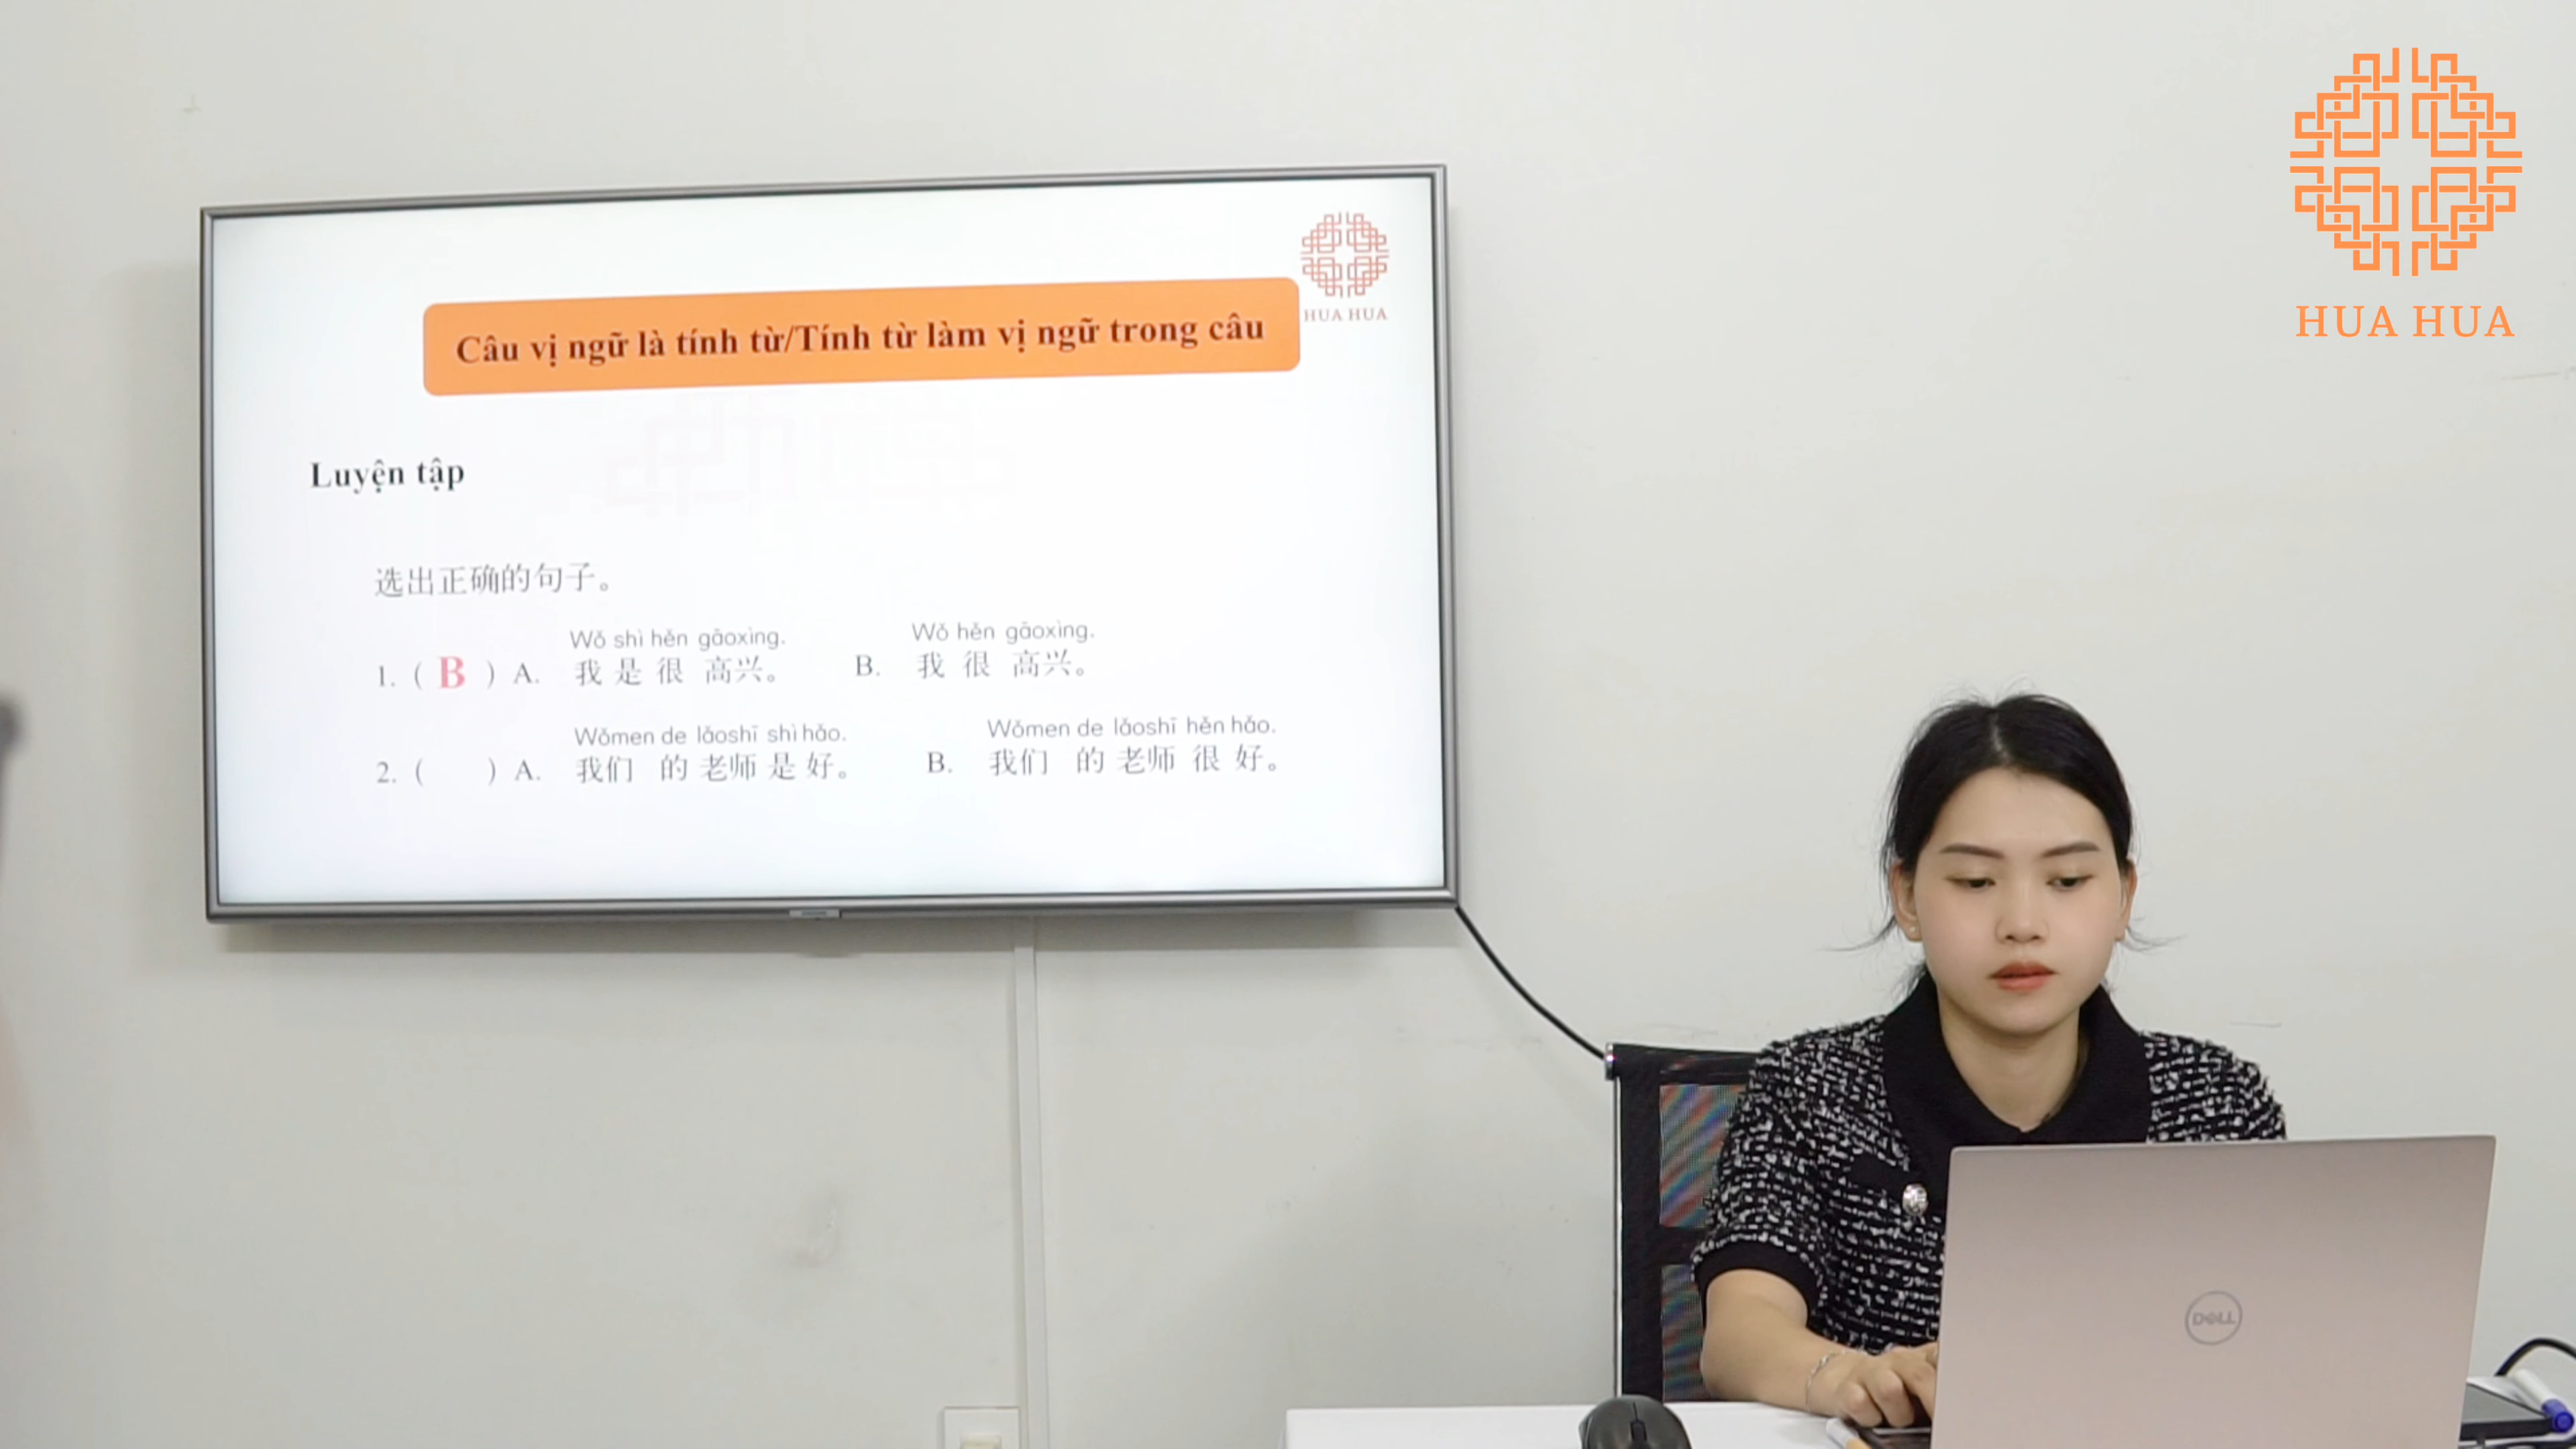 HUA HUA
HUA HUA
Câu vị ngữ là tính từ/Tính từ làm vị ngữ trong câu
Luyện tập
选出正确的句子。
Wǒ shì hěn gāoxìng. Wǒ hěn gāoxìng.
1. ( B ) A. 我 是 很 高兴。 B. 我 很 高兴。
Wǒmen de lǎoshī shì hǎo. Wǒmen de lǎoshī hěn hǎo.
2. ( ) A. 我们 的 老师 是 好。 B. 我们 的 老师 很 好。
DELL